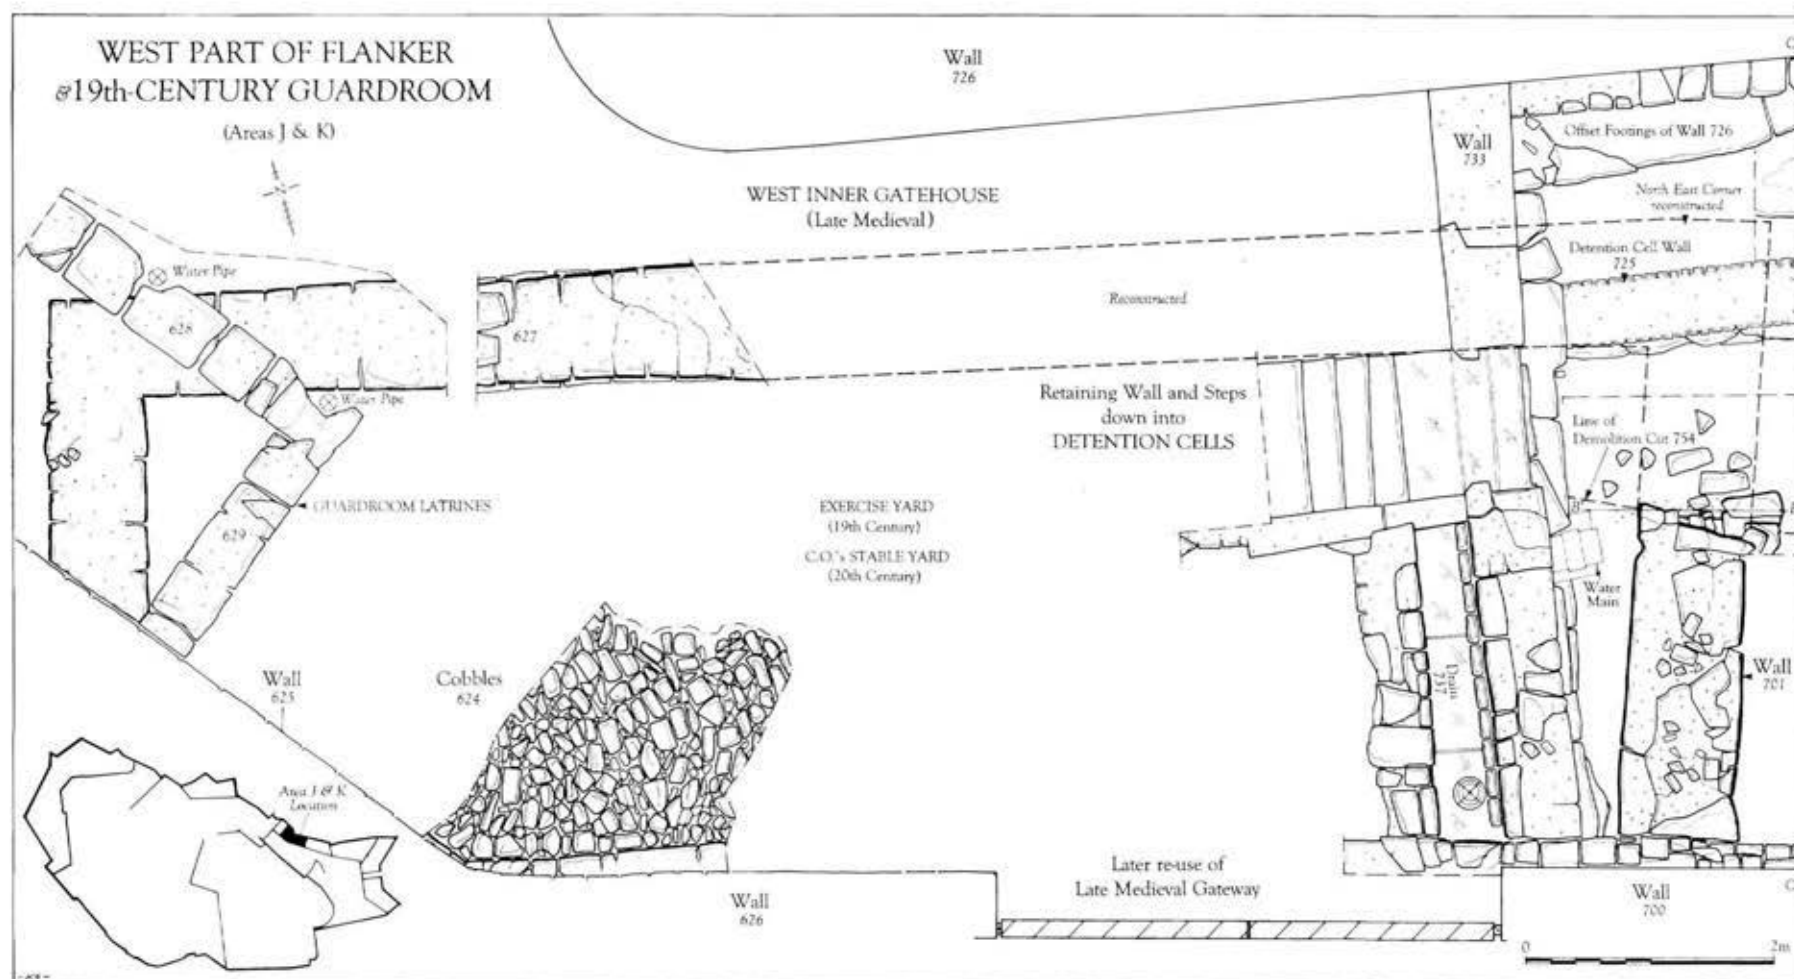 WEST PART OF FLANKER
& 19th-CENTURY GUARDROOM
(Areas J & K)
Wall
726
Wall
733
Offset Footings of Wall 726
North East Corner
reconstructed
WEST INNER GATEHOUSE
(Late Medieval)
Detention Cell Wall
725
Water Pipe
628
627
Reconstructed
Water Pipe
Retaining Wall and Steps
down into
DETENTION CELLS
Line of
Demolition Cut 754
GUARDROOM LATRINES
629
EXERCISE YARD
(19th Century)
C.O.'s STABLE YARD
(20th Century)
B
Water
Main
Wall
625
Cobbles
624
Drain
737
Wall
701
Area J & K
Location
Later re-use of
Late Medieval Gateway
Wall
626
Wall
700
0
2m